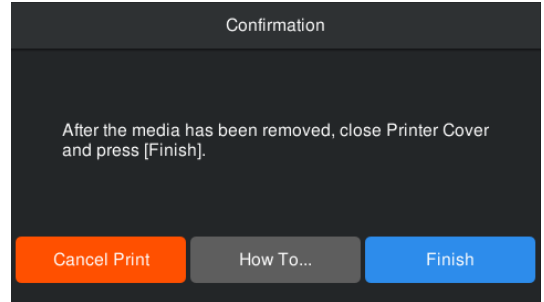 Confirmation
After the media has been removed, close Printer Cover
and press [Finish].
Cancel Print
How To...
Finish